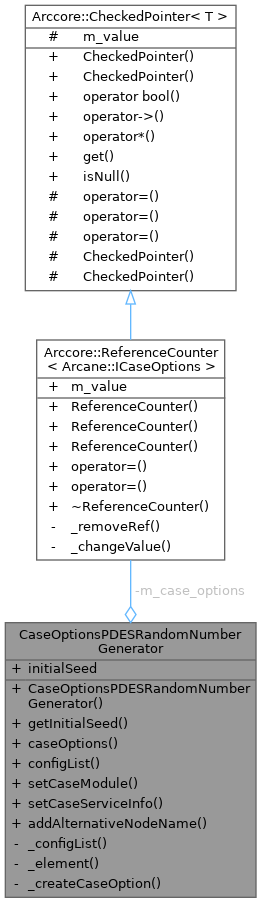 Arccore::CheckedPointer< T >
# m_value
+ CheckedPointer()
+ CheckedPointer()
+ operator bool()
+ operator->()
+ operator*()
+ get()
+ isNull()
# operator=()
# operator=()
# operator=()
# CheckedPointer()
# CheckedPointer()
Arccore::ReferenceCounter
< Arcane::ICaseOptions >
+ m_value
+ ReferenceCounter()
+ ReferenceCounter()
+ ReferenceCounter()
+ operator=()
+ operator=()
+ ~ReferenceCounter()
- _removeRef()
- _changeValue()
-m_case_options
CaseOptionsPDESRandomNumber
Generator
+ initialSeed
+ CaseOptionsPDESRandomNumber
Generator()
+ getInitialSeed()
+ caseOptions()
+ configList()
+ setCaseModule()
+ setCaseServiceInfo()
+ addAlternativeNodeName()
- _configList()
- _element()
- _createCaseOption()